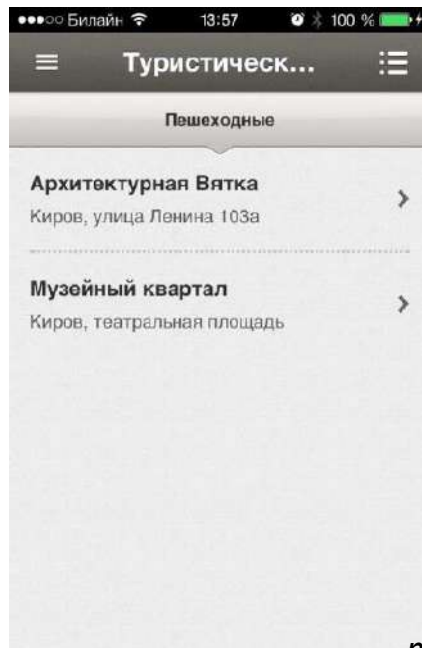 Билайн 13:57 100 %
Туристическ...
Пешеходные
Архитектурная Вятка
Киров, улица Ленина 103а
Музейный квартал
Киров, театральная площадь